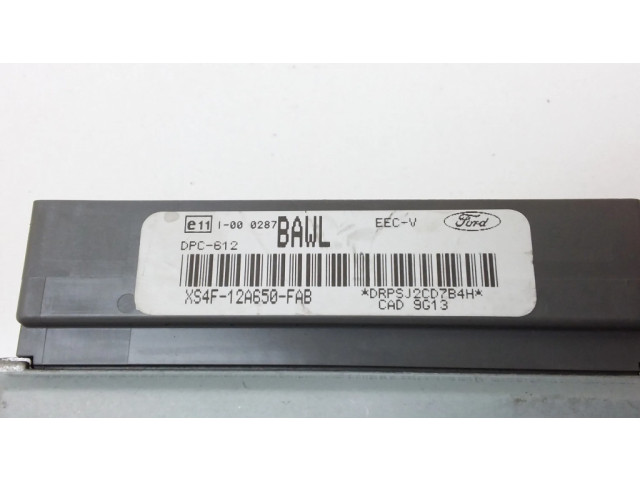 e11 I-00 0287 BAWL EEC-V Ford
DPC-612
XS4F-12A650-FAB *DRPSJ2CD7B4H*
CAD 9G13